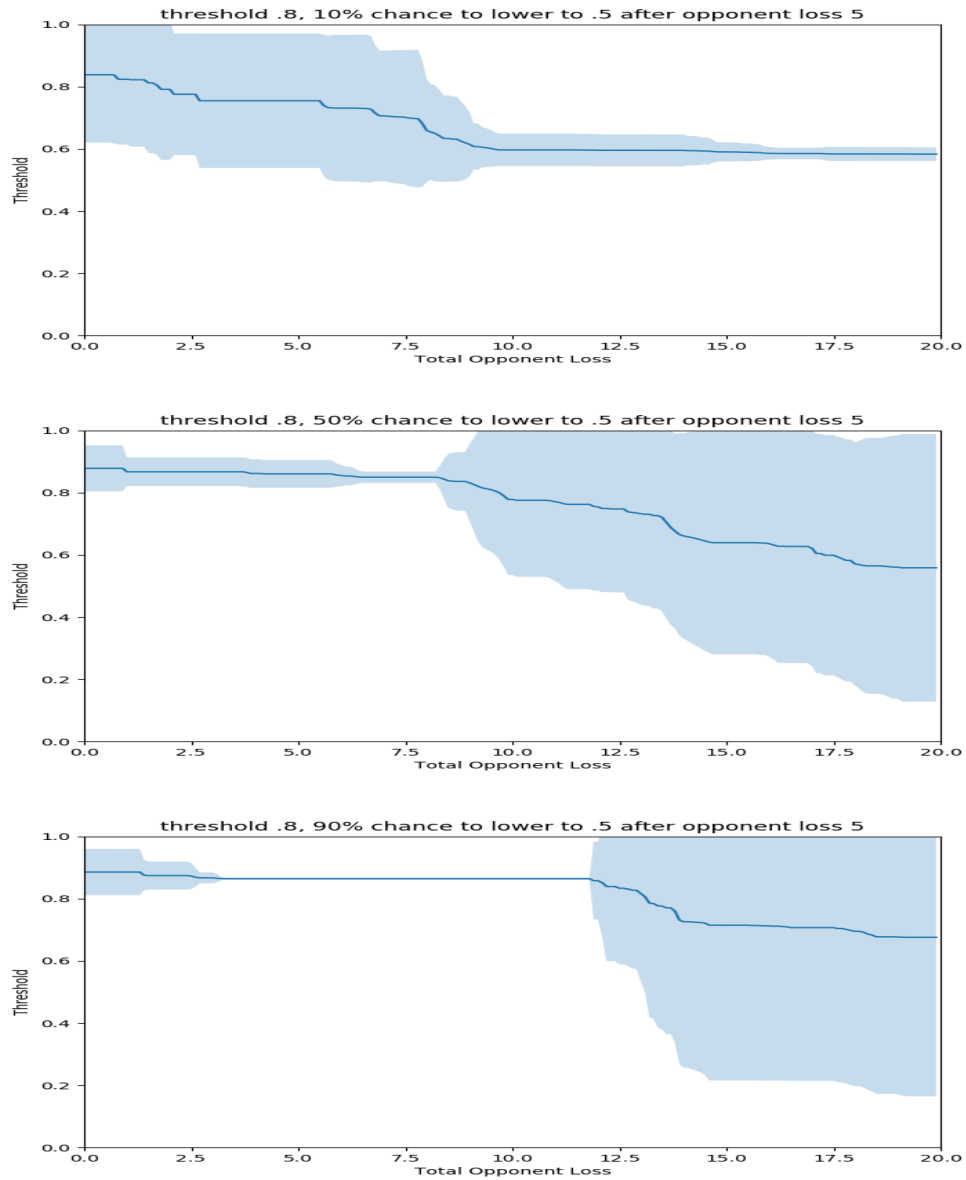 threshold .8, 10% chance to lower to .5 after opponent loss 5
1.0
0.8
0.6
0.4
0.2
0.0
Threshold
0.0 2.5 5.0 7.5 10.0 12.5 15.0 17.5 20.0
Total Opponent Loss
threshold .8, 50% chance to lower to .5 after opponent loss 5
1.0
0.8
0.6
0.4
0.2
0.0
Threshold
0.0 2.5 5.0 7.5 10.0 12.5 15.0 17.5 20.0
Total Opponent Loss
threshold .8, 90% chance to lower to .5 after opponent loss 5
1.0
0.8
0.6
0.4
0.2
0.0
Threshold
0.0 2.5 5.0 7.5 10.0 12.5 15.0 17.5 20.0
Total Opponent Loss